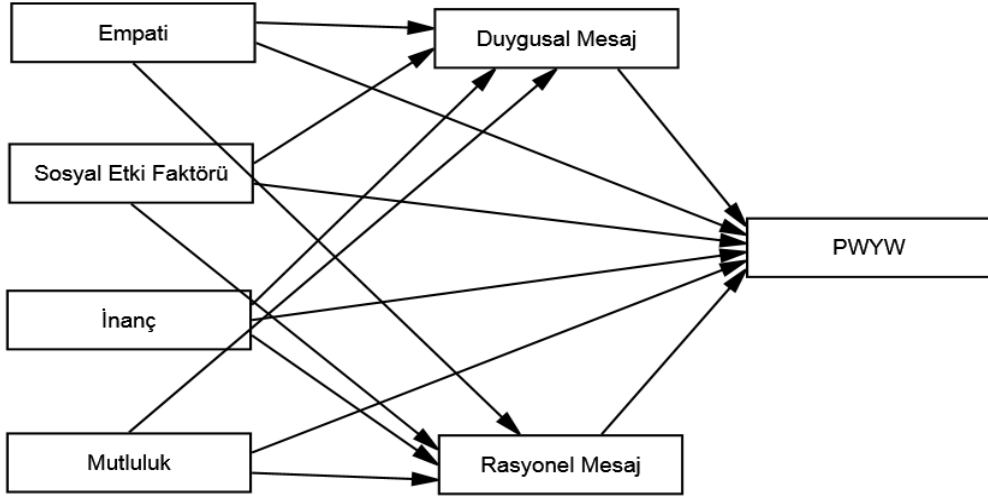 Empati
Duygusal Mesaj
Sosyal Etki Faktörü
PWYW
İnanç
Mutluluk
Rasyonel Mesaj